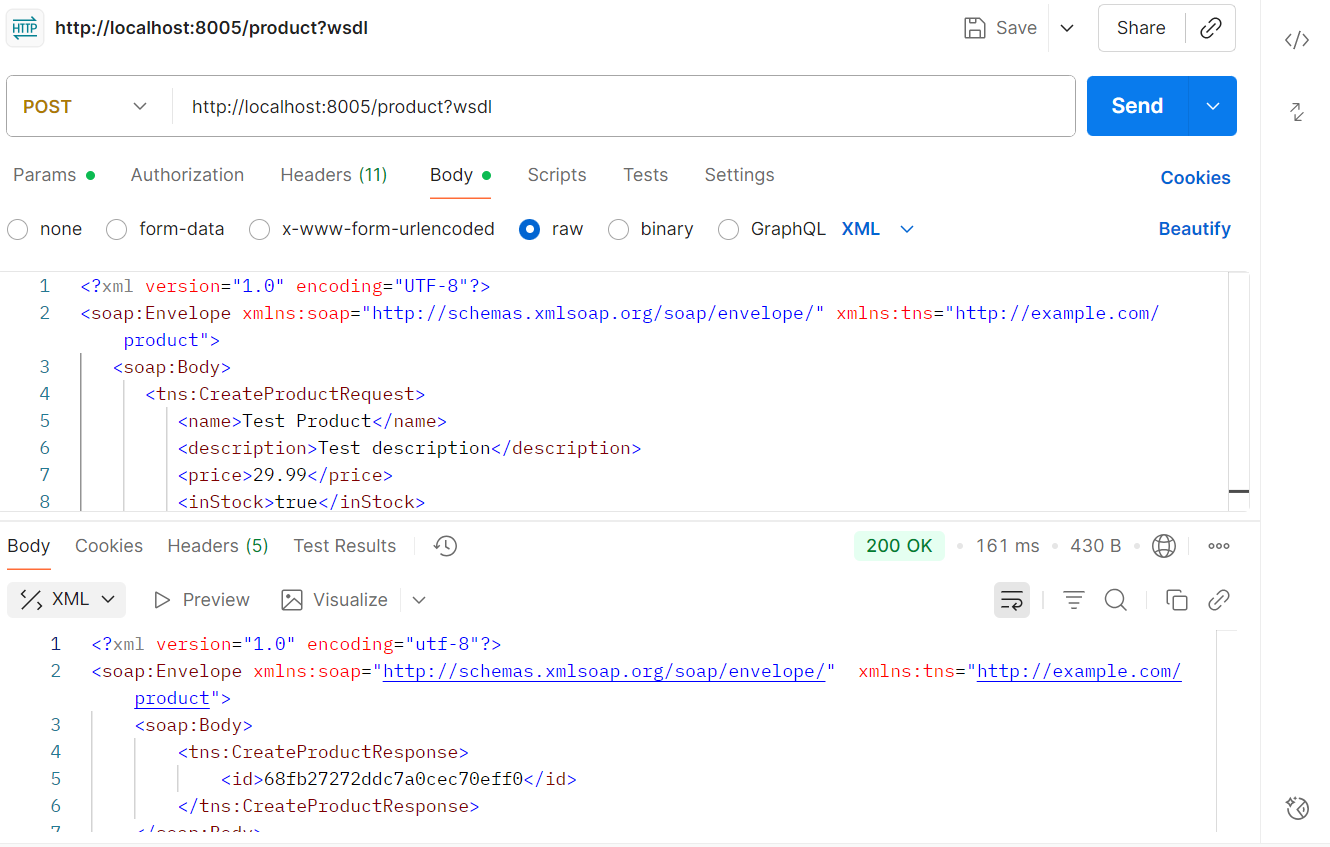 HTTP http://localhost:8005/product?wsdl Save Share
POST http://localhost:8005/product?wsdl Send
Params Authorization Headers (11) Body Scripts Tests Settings Cookies
none form-data x-www-form-urlencoded raw binary GraphQL XML Beautify
1 <?xml version="1.0" encoding="UTF-8"?>
2 <soap:Envelope xmlns:soap="http://schemas.xmlsoap.org/soap/envelope/" xmlns:tns="http://example.com/
product">
3 <soap:Body>
4 <tns:CreateProductRequest>
5 <name>Test Product</name>
6 <description>Test description</description>
7 <price>29.99</price>
8 <inStock>true</inStock>
Body Cookies Headers (5) Test Results 200 OK • 161 ms • 430 B •
XML Preview Visualize
1 <?xml version="1.0" encoding="utf-8"?>
2 <soap:Envelope xmlns:soap="http://schemas.xmlsoap.org/soap/envelope/" xmlns:tns="http://example.com/
product">
3 <soap:Body>
4 <tns:CreateProductResponse>
5 <id>68fb27272ddc7a0cec70eff0</id>
6 </tns:CreateProductResponse>
7 </soap:Body>